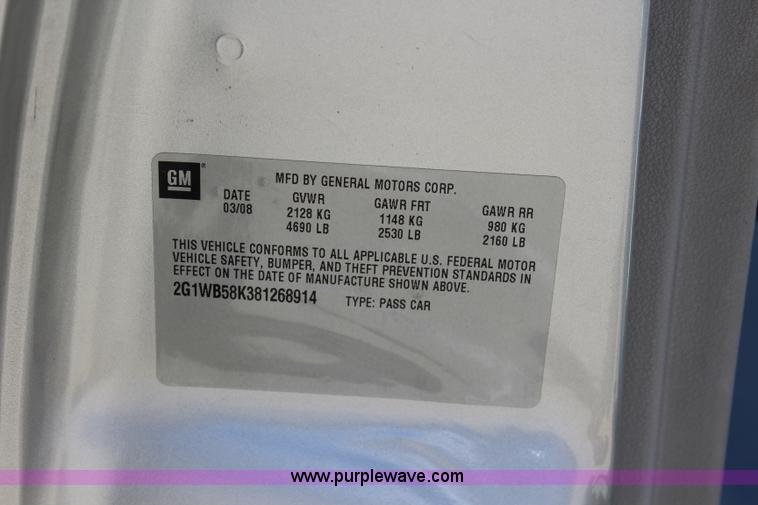 GM
MFD BY GENERAL MOTORS CORP.
DATE GVWR GAWR FRT GAWR RR
03/08 2128 KG 1148 KG 980 KG
4690 LB 2530 LB 2160 LB
THIS VEHICLE CONFORMS TO ALL APPLICABLE U.S. FEDERAL MOTOR
VEHICLE SAFETY, BUMPER, AND THEFT PREVENTION STANDARDS IN
EFFECT ON THE DATE OF MANUFACTURE SHOWN ABOVE.
2G1WB58K381268914 TYPE: PASS CAR
www.purplewave.com